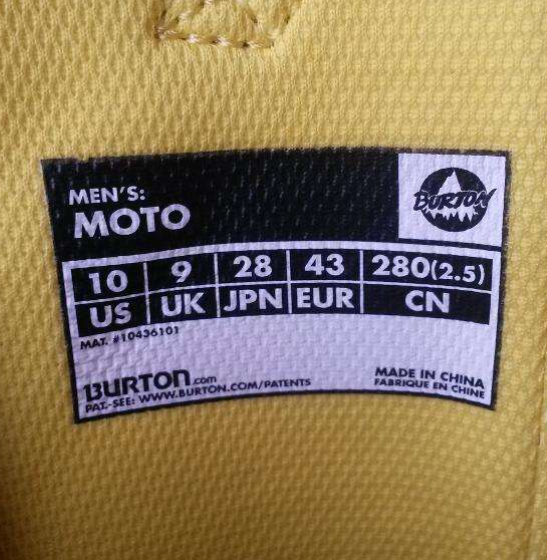 MEN'S:
MOTO
BURTON
10 9 28 43 280(2.5)
US UK JPN EUR CN
MAT. #10436101
BURTON.com
PAT.-SEE: WWW.BURTON.COM/PATENTS
MADE IN CHINA
FABRIQUE EN CHINE